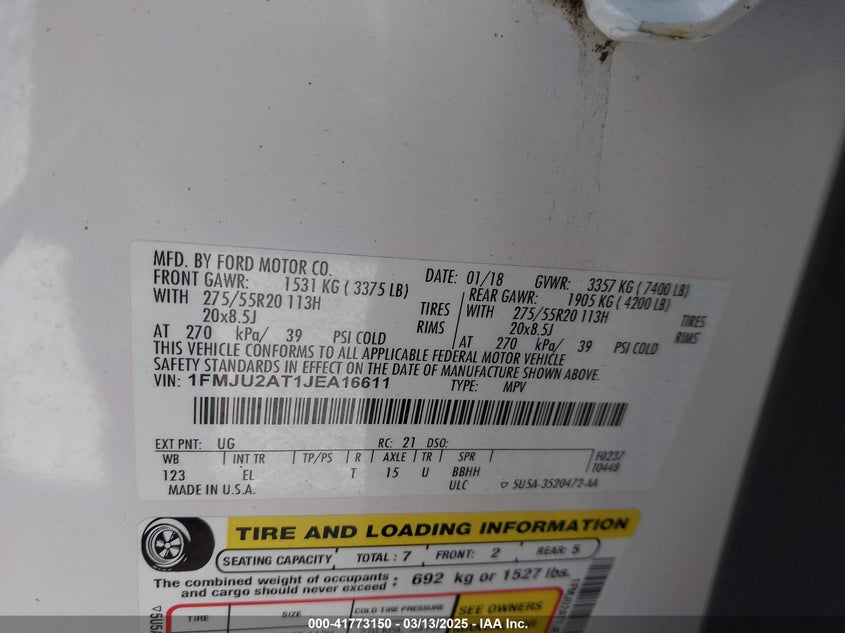 MFD. BY FORD MOTOR CO.
DATE: 01/18 GVWR: 3357 KG ( 7400 LB)
FRONT GAWR: 1531 KG ( 3375 LB)
WITH 275/55R20 113H TIRES
20x8.5J RIMS
AT 270 kPa/ 39 PSI COLD
REAR GAWR: 1905 KG ( 4200 LB)
WITH 275/55R20 113H TIRES
20x8.5J RIMS
AT 270 kPa/ 39 PSI COLD
THIS VEHICLE CONFORMS TO ALL APPLICABLE FEDERAL MOTOR VEHICLE
SAFETY STANDARDS IN EFFECT ON THE DATE OF MANUFACTURE SHOWN ABOVE.
VIN: 1FMJU2AT1JEA16611 TYPE: MPV
EXT PNT: UG RC: 21 DSO:
WB INT TR TP/PS R AXLE TR SPR
123 EL T 15 U BBHH
F0237
T0448
MADE IN U.S.A. ULC 5U5A-3520472-AA
TIRE AND LOADING INFORMATION
SEATING CAPACITY TOTAL : 7 FRONT: 2 REAR: 5
The combined weight of occupants and cargo should never exceed : 692 kg or 1527 lbs.
TIRE SIZE COLD TIRE PRESSURE SEE OWNERS
000-41773150 - 03/13/2025 - IAA Inc.